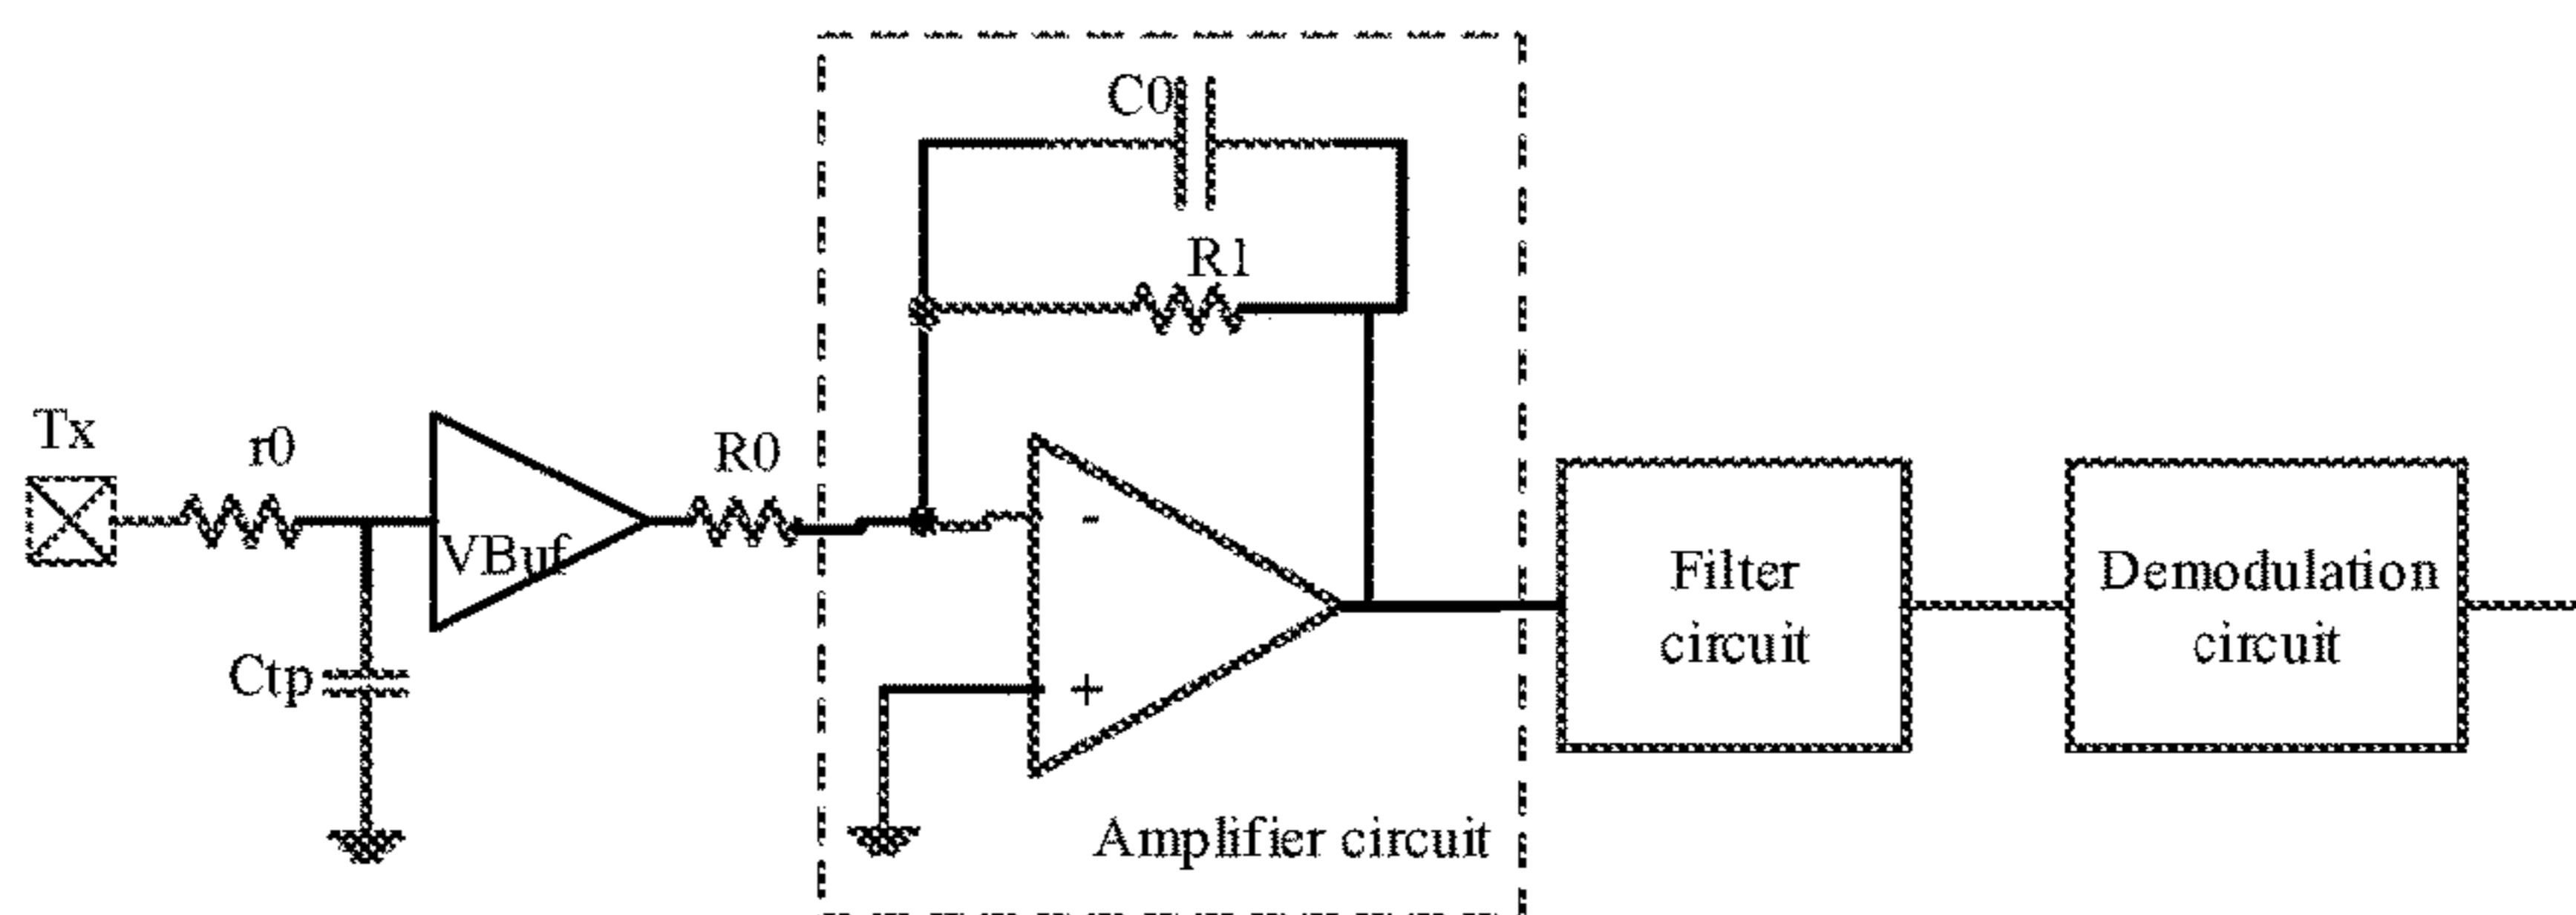 C0
R1
Tx
r0
R0
VBuf
-
Ctp
+
Filter
circuit
Demodulation
circuit
Amplifier circuit